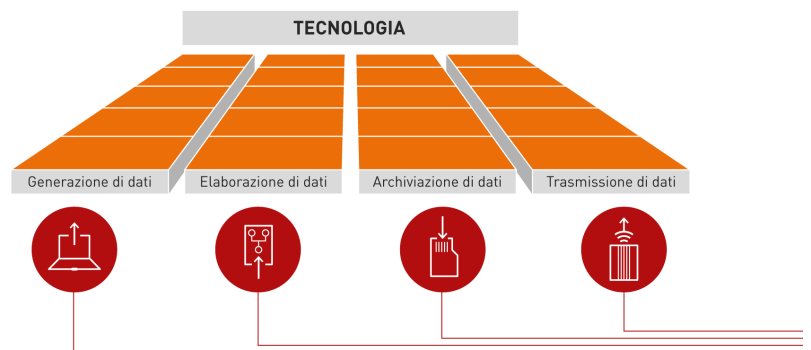 TECNOLOGIA
Generazione di dati
Elaborazione di dati
Archiviazione di dati
Trasmissione di dati